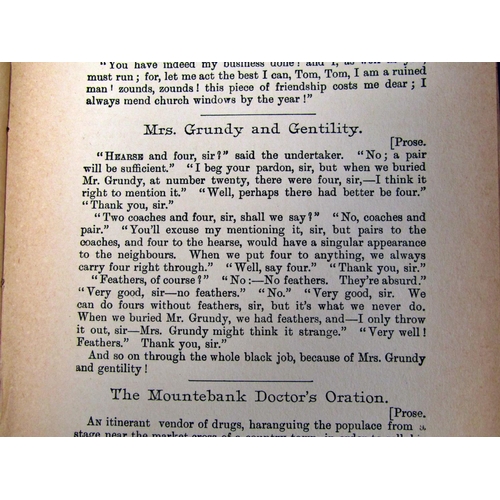 "You have indeed my business done! and I, as well as
must run; for, let me act the best I can, Tom, Tom, I am a ruined
man! zounds, zounds! this piece of friendship costs me dear; I
always mend church windows by the year!"
Mrs. Grundy and Gentility.
[Prose.
"HEARSE and four, sir?" said the undertaker. "No; a pair
will be sufficient." "I beg your pardon, sir, but when we buried
Mr. Grundy, at number twenty, there were four, sir,—I think it
right to mention it." "Well, perhaps there had better be four."
"Thank you, sir."
"Two coaches and four, sir, shall we say?" "No, coaches and
pair." "You'll excuse my mentioning it, sir, but pairs to the
coaches, and four to the hearse, would have a singular appearance
to the neighbours. When we put four to anything, we always
carry four right through." "Well, say four." "Thank you, sir."
"Feathers, of course?" "No:—No feathers. They're absurd."
"Very good, sir—no feathers." "No." "Very good, sir. We
can do fours without feathers, sir, but it's what we never do.
When we buried Mr. Grundy, we had feathers, and—I only throw
it out, sir—Mrs. Grundy might think it strange." "Very well!
Feathers." Thank you, sir."
And so on through the whole black job, because of Mrs. Grundy
and gentility!
The Mountebank Doctor's Oration.
[Prose.
AN itinerant vendor of drugs, haranguing the populace from a
stage near the market cross of a country town, in order to